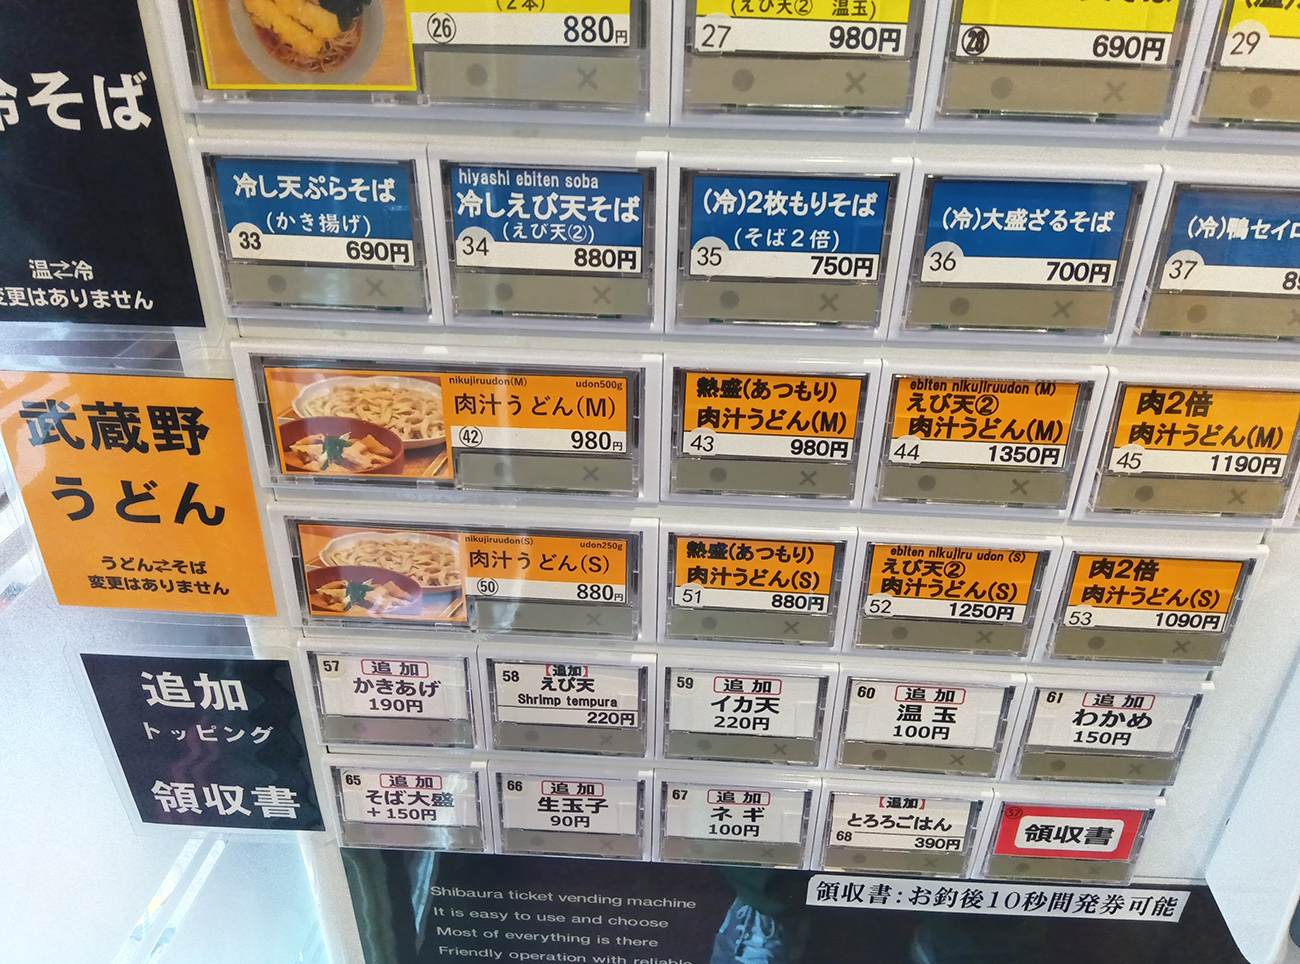 (2本)
㉖
880円
(えび天② 温玉)
27
980円
㉘
690円
29
冷そば
温⇄冷
変更はありません
冷し天ぷらそば
(かき揚げ)
33
690円
hiyashi ebiten soba
冷しえび天そば
(えび天②)
34
880円
(冷)2枚もりそば
(そば2倍)
35
750円
(冷)大盛ざるそば
36
700円
(冷)鴨セイロ
37
武蔵野
うどん
うどん⇄そば
変更はありません
nikujiruudon(M)
udon500g
肉汁うどん(M)
㊷
980円
熱盛(あつもり)
肉汁うどん(M)
43
980円
ebiten nikujiruudon (M)
えび天②
肉汁うどん(M)
44
1350円
肉2倍
肉汁うどん(M)
45
1190円
nikujiruudon(S)
udon250g
肉汁うどん(S)
㊿
880円
熱盛(あつもり)
肉汁うどん(S)
51
880円
ebiten nikujiru udon (S)
えび天②
肉汁うどん(S)
52
1250円
肉2倍
肉汁うどん(S)
53
1090円
追加
トッピング
領収書
57
追加
かきあげ
190円
58
【追加】
えび天
Shrimp tempura
220円
59
追加
イカ天
220円
60
追加
温玉
100円
61
追加
わかめ
150円
65
追加
そば大盛
+150円
66
追加
生玉子
90円
67
追加
ネギ
100円
【追加】
とろろごはん
68
390円
領収書
領収書:お釣後10秒間発券可能
Shibaura ticket vending machine
It is easy to use and choose
Most of everything is there
Friendly operation with reliable